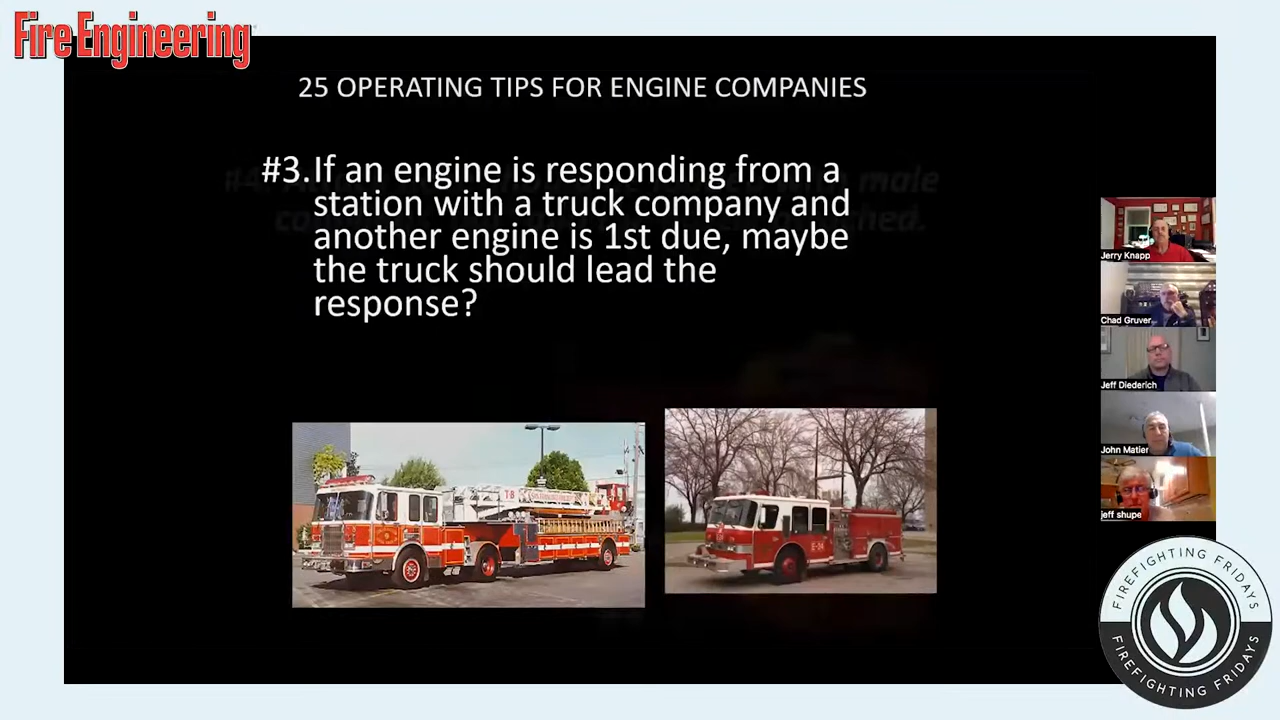 Fire Engineering
25 OPERATING TIPS FOR ENGINE COMPANIES
#3. If an engine is responding from a
station with a truck company and
another engine is 1st due, maybe
the truck should lead the
response?
T-8
E-34
Jerry Knapp
Chad Gruver
Jeff Diederich
John Matier
jeff shupe
FIREFIGHTING FRIDAYS
FIREFIGHTING FRIDAYS